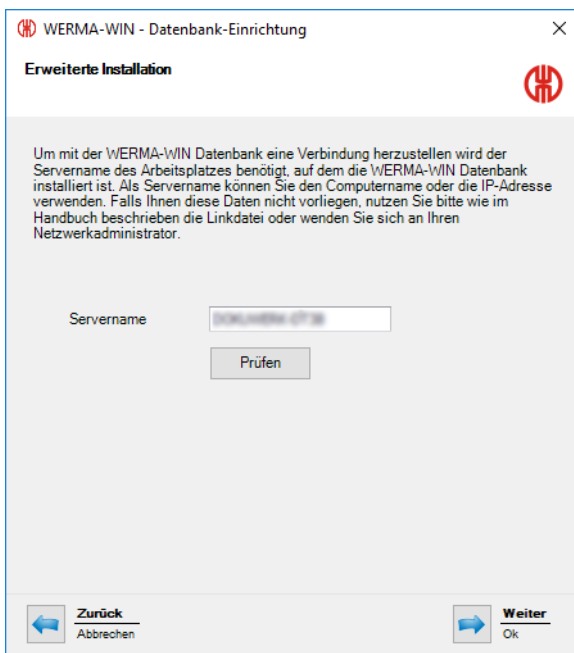 WERMA-WIN - Datenbank-Einrichtung
Erweiterte Installation
Um mit der WERMA-WIN Datenbank eine Verbindung herzustellen wird der
Servername des Arbeitsplatzes benötigt, auf dem die WERMA-WIN Datenbank
installiert ist. Als Servername können Sie den Computername oder die IP-Adresse
verwenden. Falls Ihnen diese Daten nicht vorliegen, nutzen Sie bitte wie im
Handbuch beschrieben die Linkdatei oder wenden Sie sich an Ihren
Netzwerkadministrator.
Servername
Prüfen
Zurück
Abbrechen
Weiter
Ok